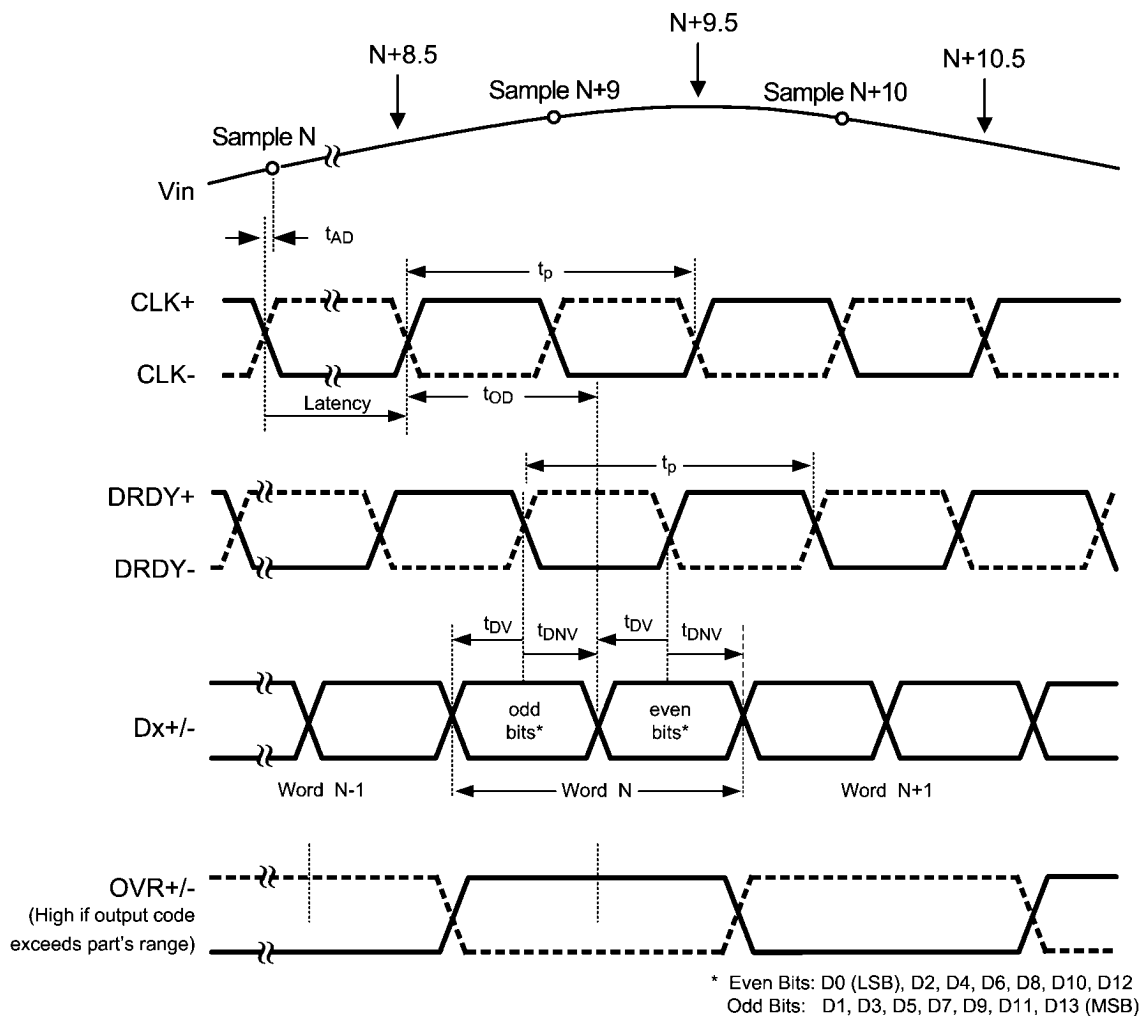 N+9.5
N+8.5
N+10.5
Sample N+9
Sample N+10
Sample N
Vin
tAD
tp
CLK+
CLK-
Latency
tOD
tp
DRDY+
DRDY-
tDV
tDNV
tDV
tDNV
Dx+/-
odd
bits*
even
bits*
Word N-1
Word N
Word N+1
OVR+/-
(High if output code
exceeds part's range)
* Even Bits: D0 (LSB), D2, D4, D6, D8, D10, D12
Odd Bits: D1, D3, D5, D7, D9, D11, D13 (MSB)